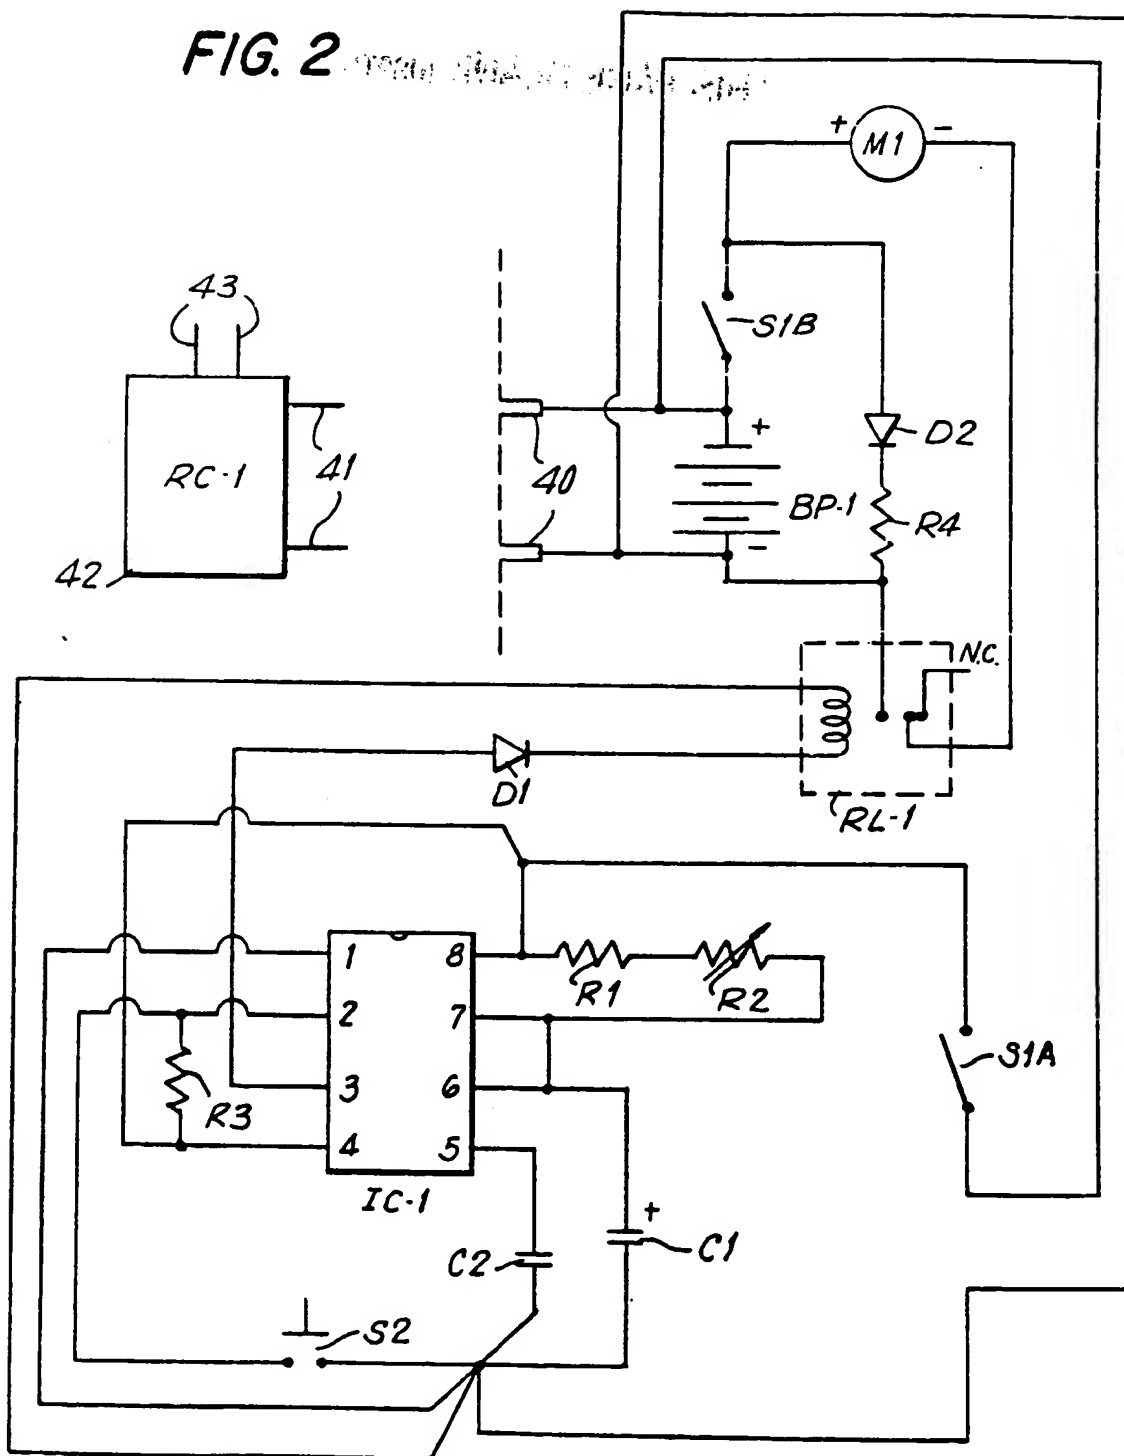 FIG. 2
+ M1 -
43
S1B
+
D2
RC-1
41
40
BP-1
R4
-
42
N.C.
D1
RL-1
1 8
R1 R2
2 7
S1A
3 6
R3
4 5
IC-1
+
C2 C1
S2